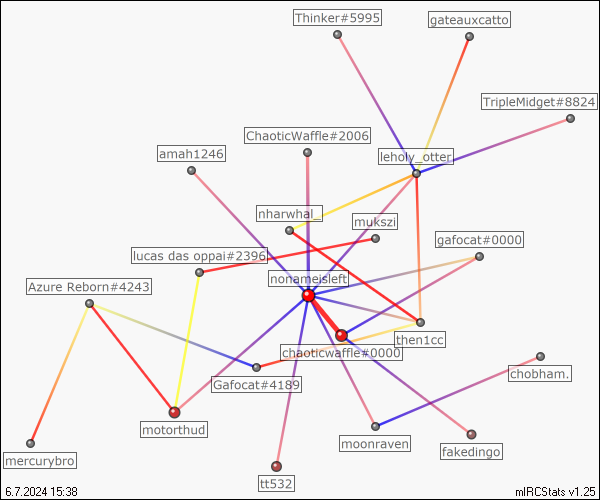 Thinker#5995
gateauxcatto
TripleMidget#8824
ChaoticWaffle#2006
amah1246
leholy_otter
nharwhal_
mukszi
gafocat#0000
lucas das oppai#2396
nonameisleft
Azure Reborn#4243
then1cc
chaoticwaffle#0000
chobham.
Gafocat#4189
motorthud
moonraven
fakedingo
mercurybro
tt532
6.7.2024 15:38
mIRCStats v1.25